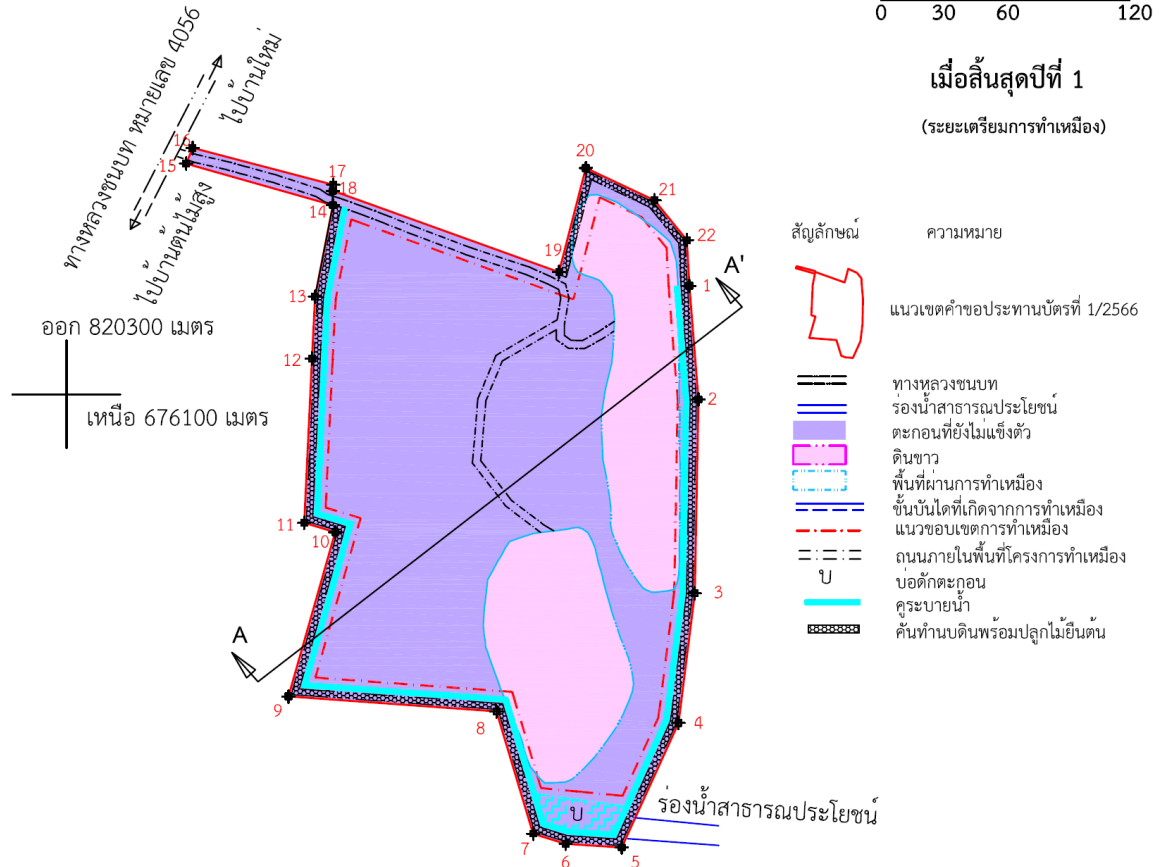 0 30 60 120
เมื่อสิ้นสุดปีที่ 1
(ระยะเตรียมการทำเหมือง)
ทางหลวงชนบท หมายเลข 4056
ไปบ้านใหม่
ไปบ้านต้นไม้สูง
16
15
17
18
14
13
12
11
10
9
8
7
6
5
4
3
2
1
22
21
20
19
A'
A
ออก 820300 เมตร
เหนือ 676100 เมตร
บ
ร่องน้ำสาธารณประโยชน์
สัญลักษณ์ ความหมาย
แนวเขตคำขอประทานบัตรที่ 1/2566
ทางหลวงชนบท
ร่องน้ำสาธารณประโยชน์
ตะกอนที่ยังไม่แข็งตัว
ดินขาว
พื้นที่ผ่านการทำเหมือง
ขั้นบันไดที่เกิดจากการทำเหมือง
แนวขอบเขตการทำเหมือง
ถนนภายในพื้นที่โครงการทำเหมือง
บ บ่อดักตะกอน
คูระบายน้ำ
คันทำนบดินพร้อมปลูกไม้ยืนต้น